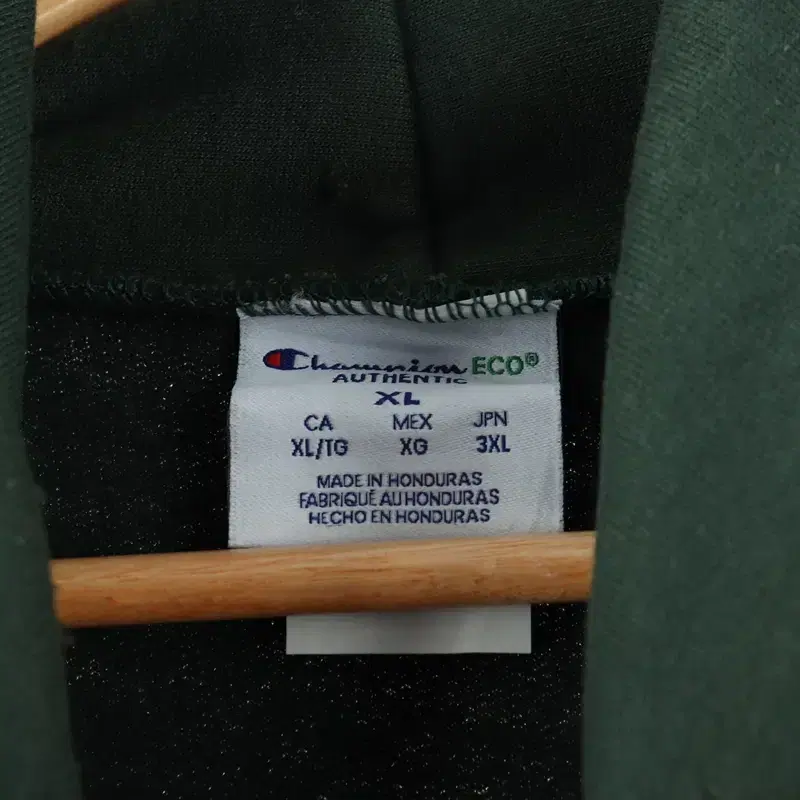 Champion ECO®
AUTHENTIC
XL
CA MEX JPN
XL/TG XG 3XL
MADE IN HONDURAS
FABRIQUÉ AU HONDURAS
HECHO EN HONDURAS